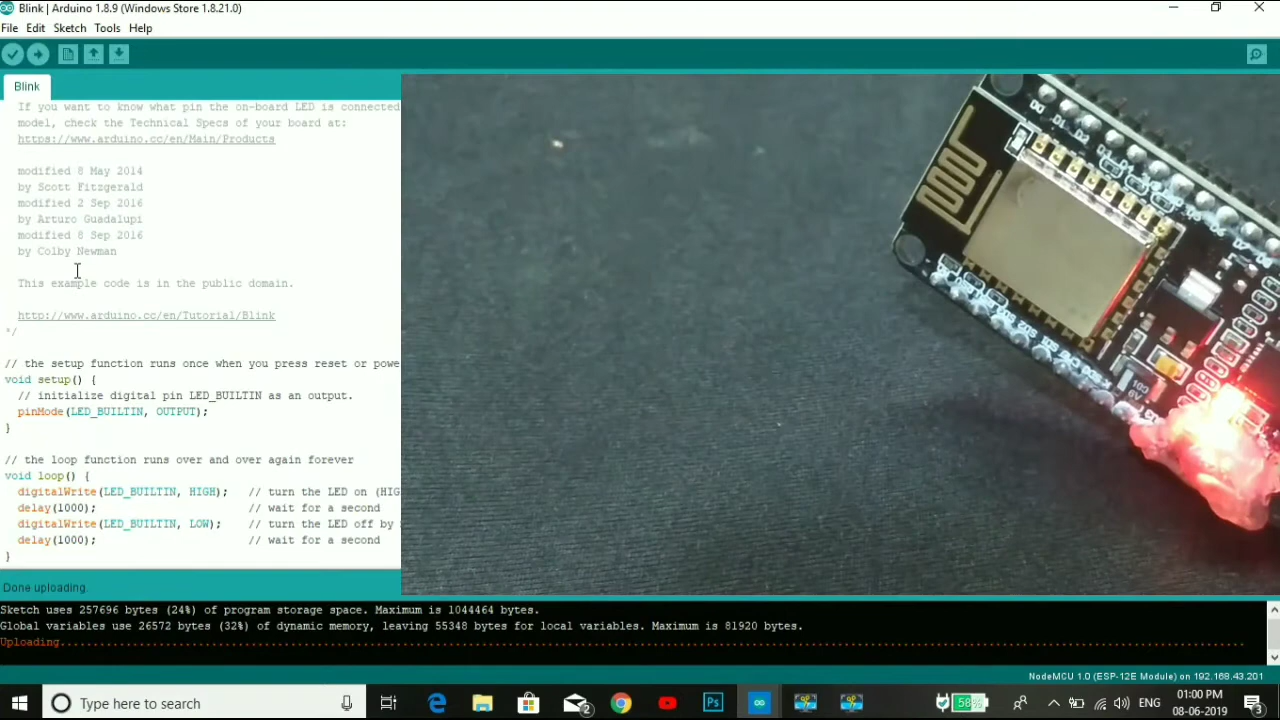 Blink | Arduino 1.8.9 (Windows Store 1.8.21.0)
File Edit Sketch Tools Help
Blink
If you want to know what pin the on-board LED is connected
model, check the Technical Specs of your board at:
https://www.arduino.cc/en/Main/Products
modified 8 May 2014
by Scott Fitzgerald
modified 2 Sep 2016
by Arturo Guadalupi
modified 8 Sep 2016
by Colby Newman
This example code is in the public domain.
http://www.arduino.cc/en/Tutorial/Blink
*/
// the setup function runs once when you press reset or powe
void setup() {
// initialize digital pin LED_BUILTIN as an output.
pinMode(LED_BUILTIN, OUTPUT);
}
// the loop function runs over and over again forever
void loop() {
digitalWrite(LED_BUILTIN, HIGH); // turn the LED on (HIG
delay(1000); // wait for a second
digitalWrite(LED_BUILTIN, LOW); // turn the LED off by
delay(1000); // wait for a second
}
D0
D1
D2
Done uploading.
Sketch uses 257696 bytes (24%) of program storage space. Maximum is 1044464 bytes.
Global variables use 26572 bytes (32%) of dynamic memory, leaving 55348 bytes for local variables. Maximum is 81920 bytes.
Uploading................................................................................
NodeMCU 1.0 (ESP-12E Module) on 192.168.43.201
Type here to search
2
Ps
58%
ENG
01:00 PM
08-06-2019
3